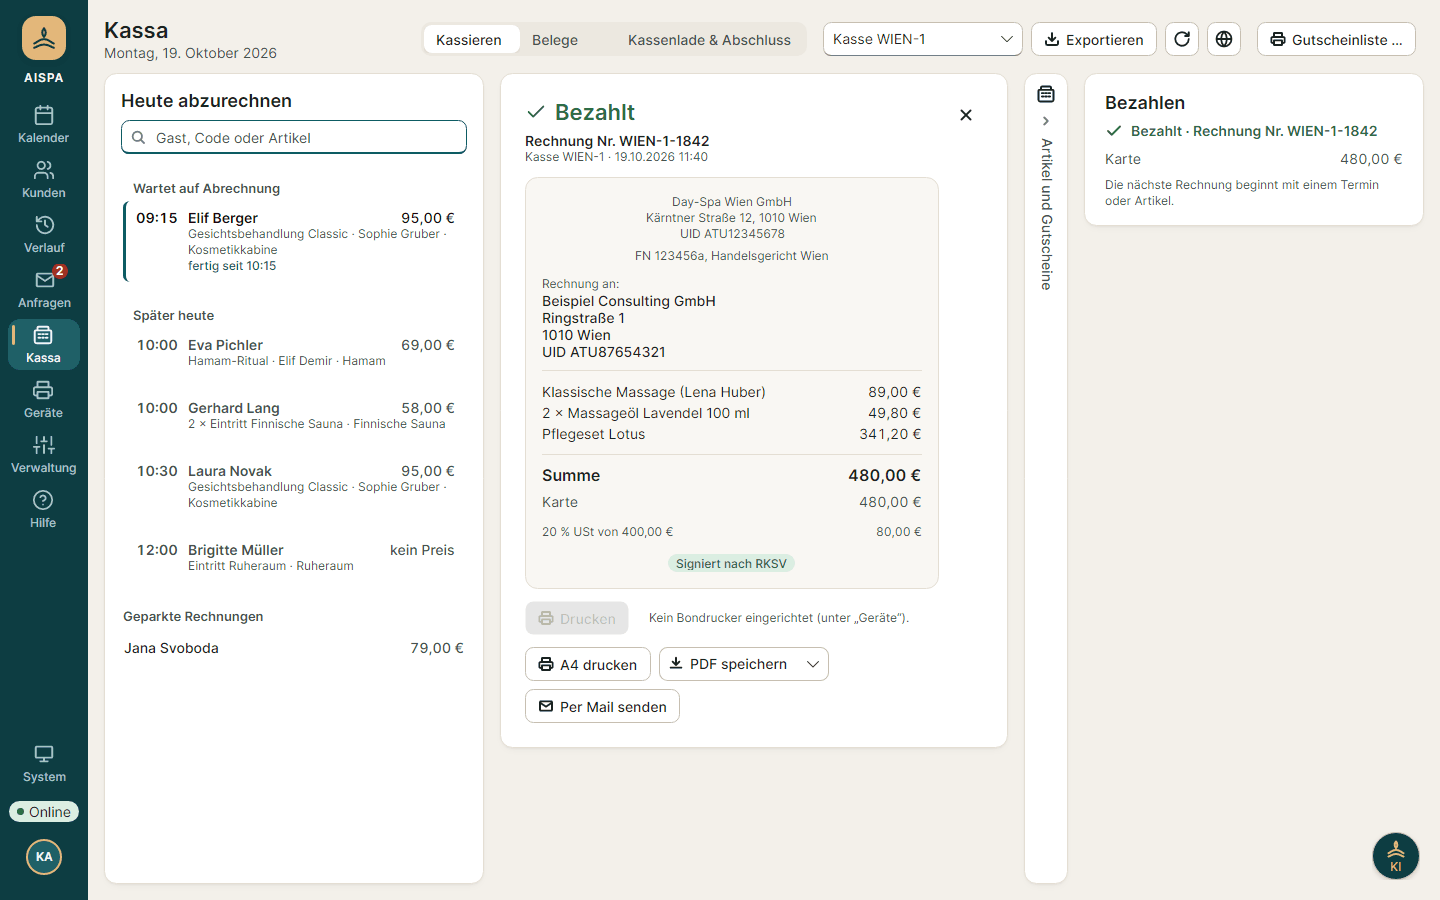 AISPA
Kalender
Kunden
Verlauf
2
Anfragen
Kassa
Geräte
Verwaltung
Hilfe
System
Online
KA
Kassa
Montag, 19. Oktober 2026
Kassieren
Belege
Kassenlade & Abschluss
Kasse WIEN-1
Exportieren
Gutscheinliste ...
Heute abzurechnen
Gast, Code oder Artikel
Wartet auf Abrechnung
09:15 Elif Berger 95,00 €
Gesichtsbehandlung Classic · Sophie Gruber ·
Kosmetikkabine
fertig seit 10:15
Später heute
10:00 Eva Pichler 69,00 €
Hamam-Ritual · Elif Demir · Hamam
10:00 Gerhard Lang 58,00 €
2 × Eintritt Finnische Sauna · Finnische Sauna
10:30 Laura Novak 95,00 €
Gesichtsbehandlung Classic · Sophie Gruber ·
Kosmetikkabine
12:00 Brigitte Müller kein Preis
Eintritt Ruheraum · Ruheraum
Geparkte Rechnungen
Jana Svoboda 79,00 €
Bezahlt
Rechnung Nr. WIEN-1-1842
Kasse WIEN-1 · 19.10.2026 11:40
Day-Spa Wien GmbH
Kärntner Straße 12, 1010 Wien
UID ATU12345678
FN 123456a, Handelsgericht Wien
Rechnung an:
Beispiel Consulting GmbH
Ringstraße 1
1010 Wien
UID ATU87654321
Klassische Massage (Lena Huber) 89,00 €
2 × Massageöl Lavendel 100 ml 49,80 €
Pflegeset Lotus 341,20 €
Summe 480,00 €
Karte 480,00 €
20 % USt von 400,00 € 80,00 €
Signiert nach RKSV
Drucken
Kein Bondrucker eingerichtet (unter „Geräte“).
A4 drucken
PDF speichern
Per Mail senden
Artikel und Gutscheine
Bezahlen
Bezahlt · Rechnung Nr. WIEN-1-1842
Karte 480,00 €
Die nächste Rechnung beginnt mit einem Termin
oder Artikel.
KI